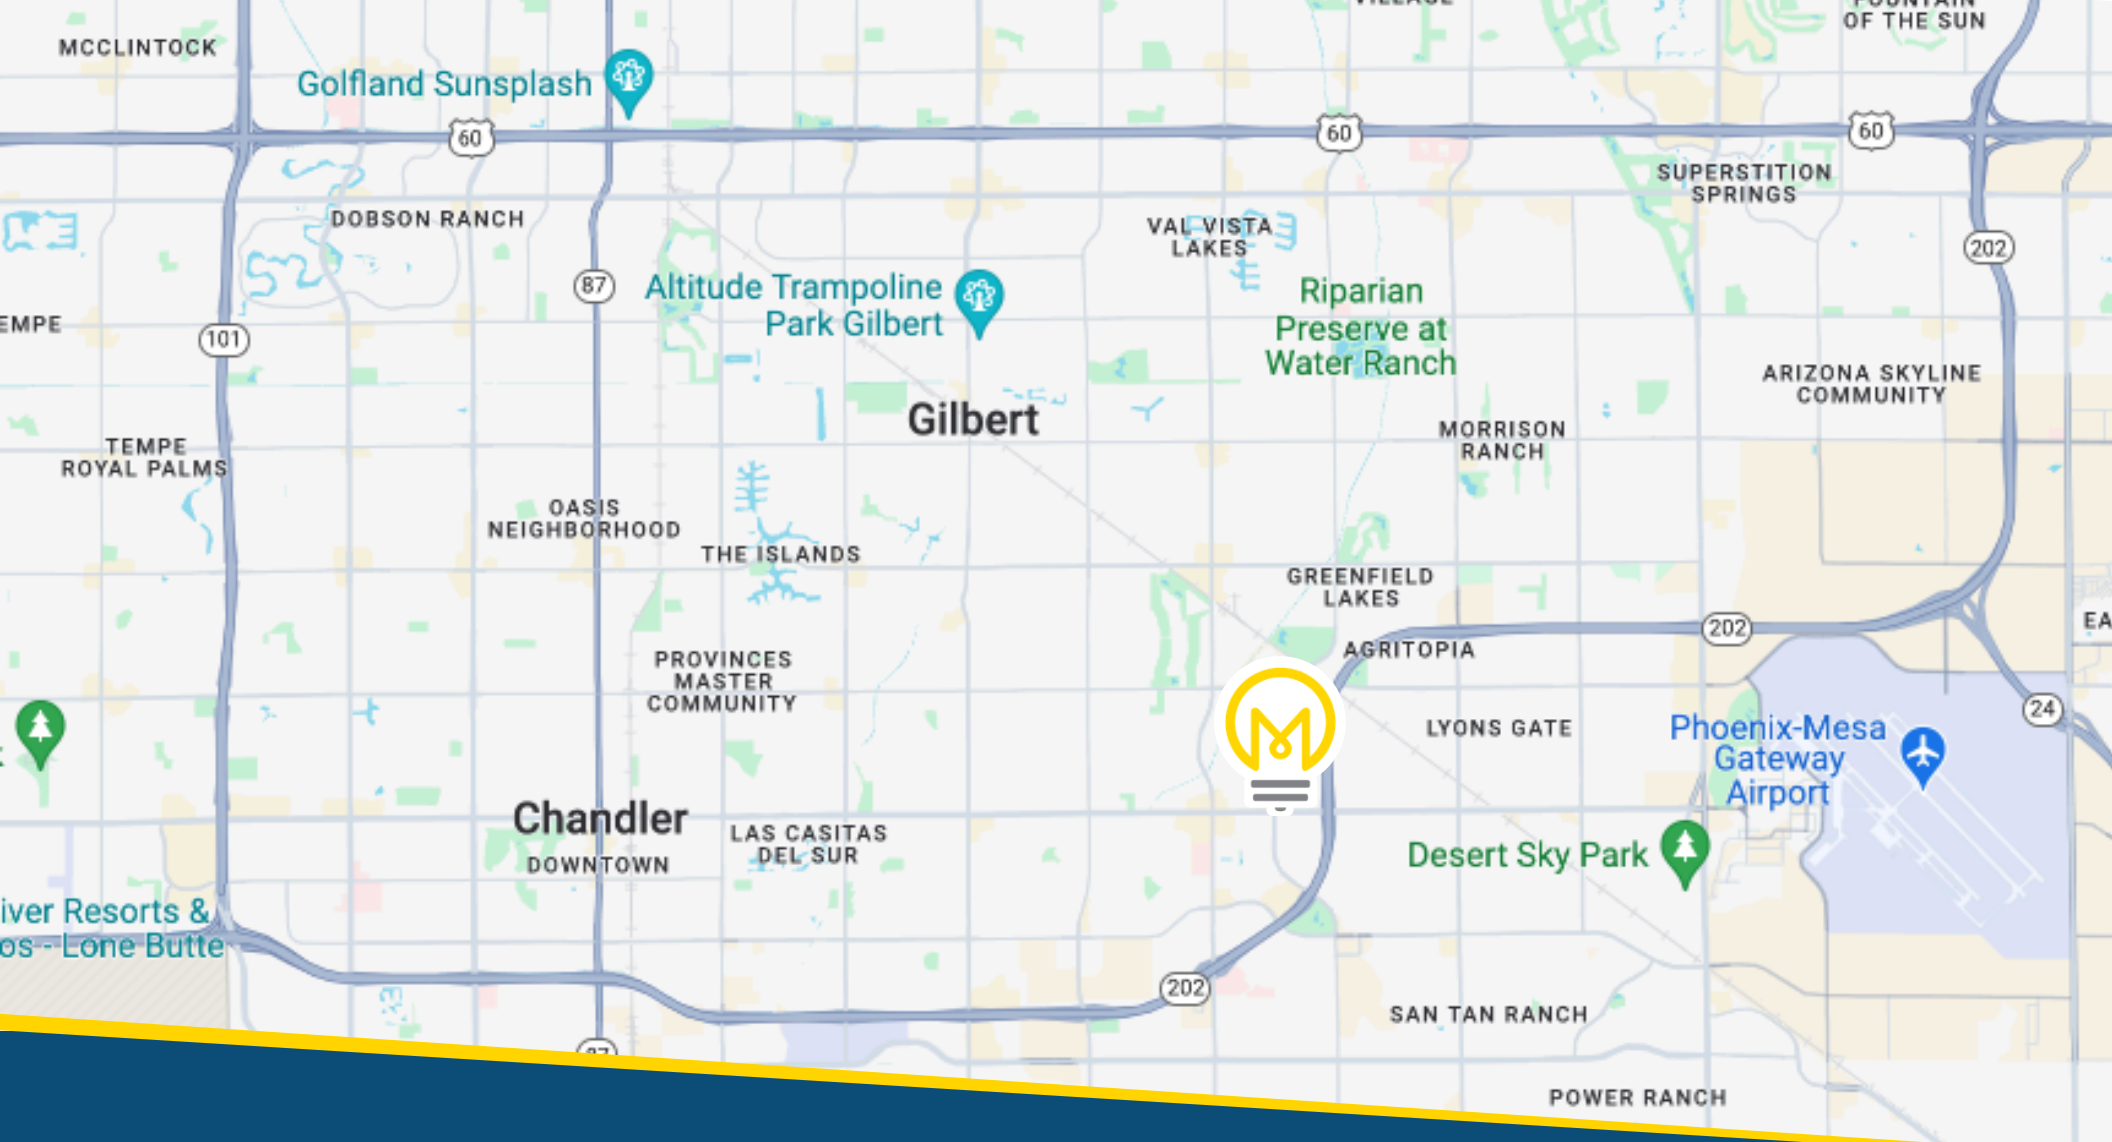 MCCLINTOCK
OF THE SUN
Golfland Sunsplash
60
60
60
SUPERSTITION
SPRINGS
DOBSON RANCH
VAL VISTA
LAKES
202
87
Altitude Trampoline
Park Gilbert
Riparian
Preserve at
Water Ranch
EMPE
101
ARIZONA SKYLINE
COMMUNITY
Gilbert
MORRISON
RANCH
TEMPE
ROYAL PALMS
OASIS
NEIGHBORHOOD
THE ISLANDS
GREENFIELD
LAKES
202
EA
AGRITOPIA
PROVINCES
MASTER
COMMUNITY
24
LYONS GATE
Phoenix-Mesa
Gateway
Airport
M
Chandler
DOWNTOWN
LAS CASITAS
DEL SUR
Desert Sky Park
iver Resorts &
os - Lone Butte
202
SAN TAN RANCH
POWER RANCH